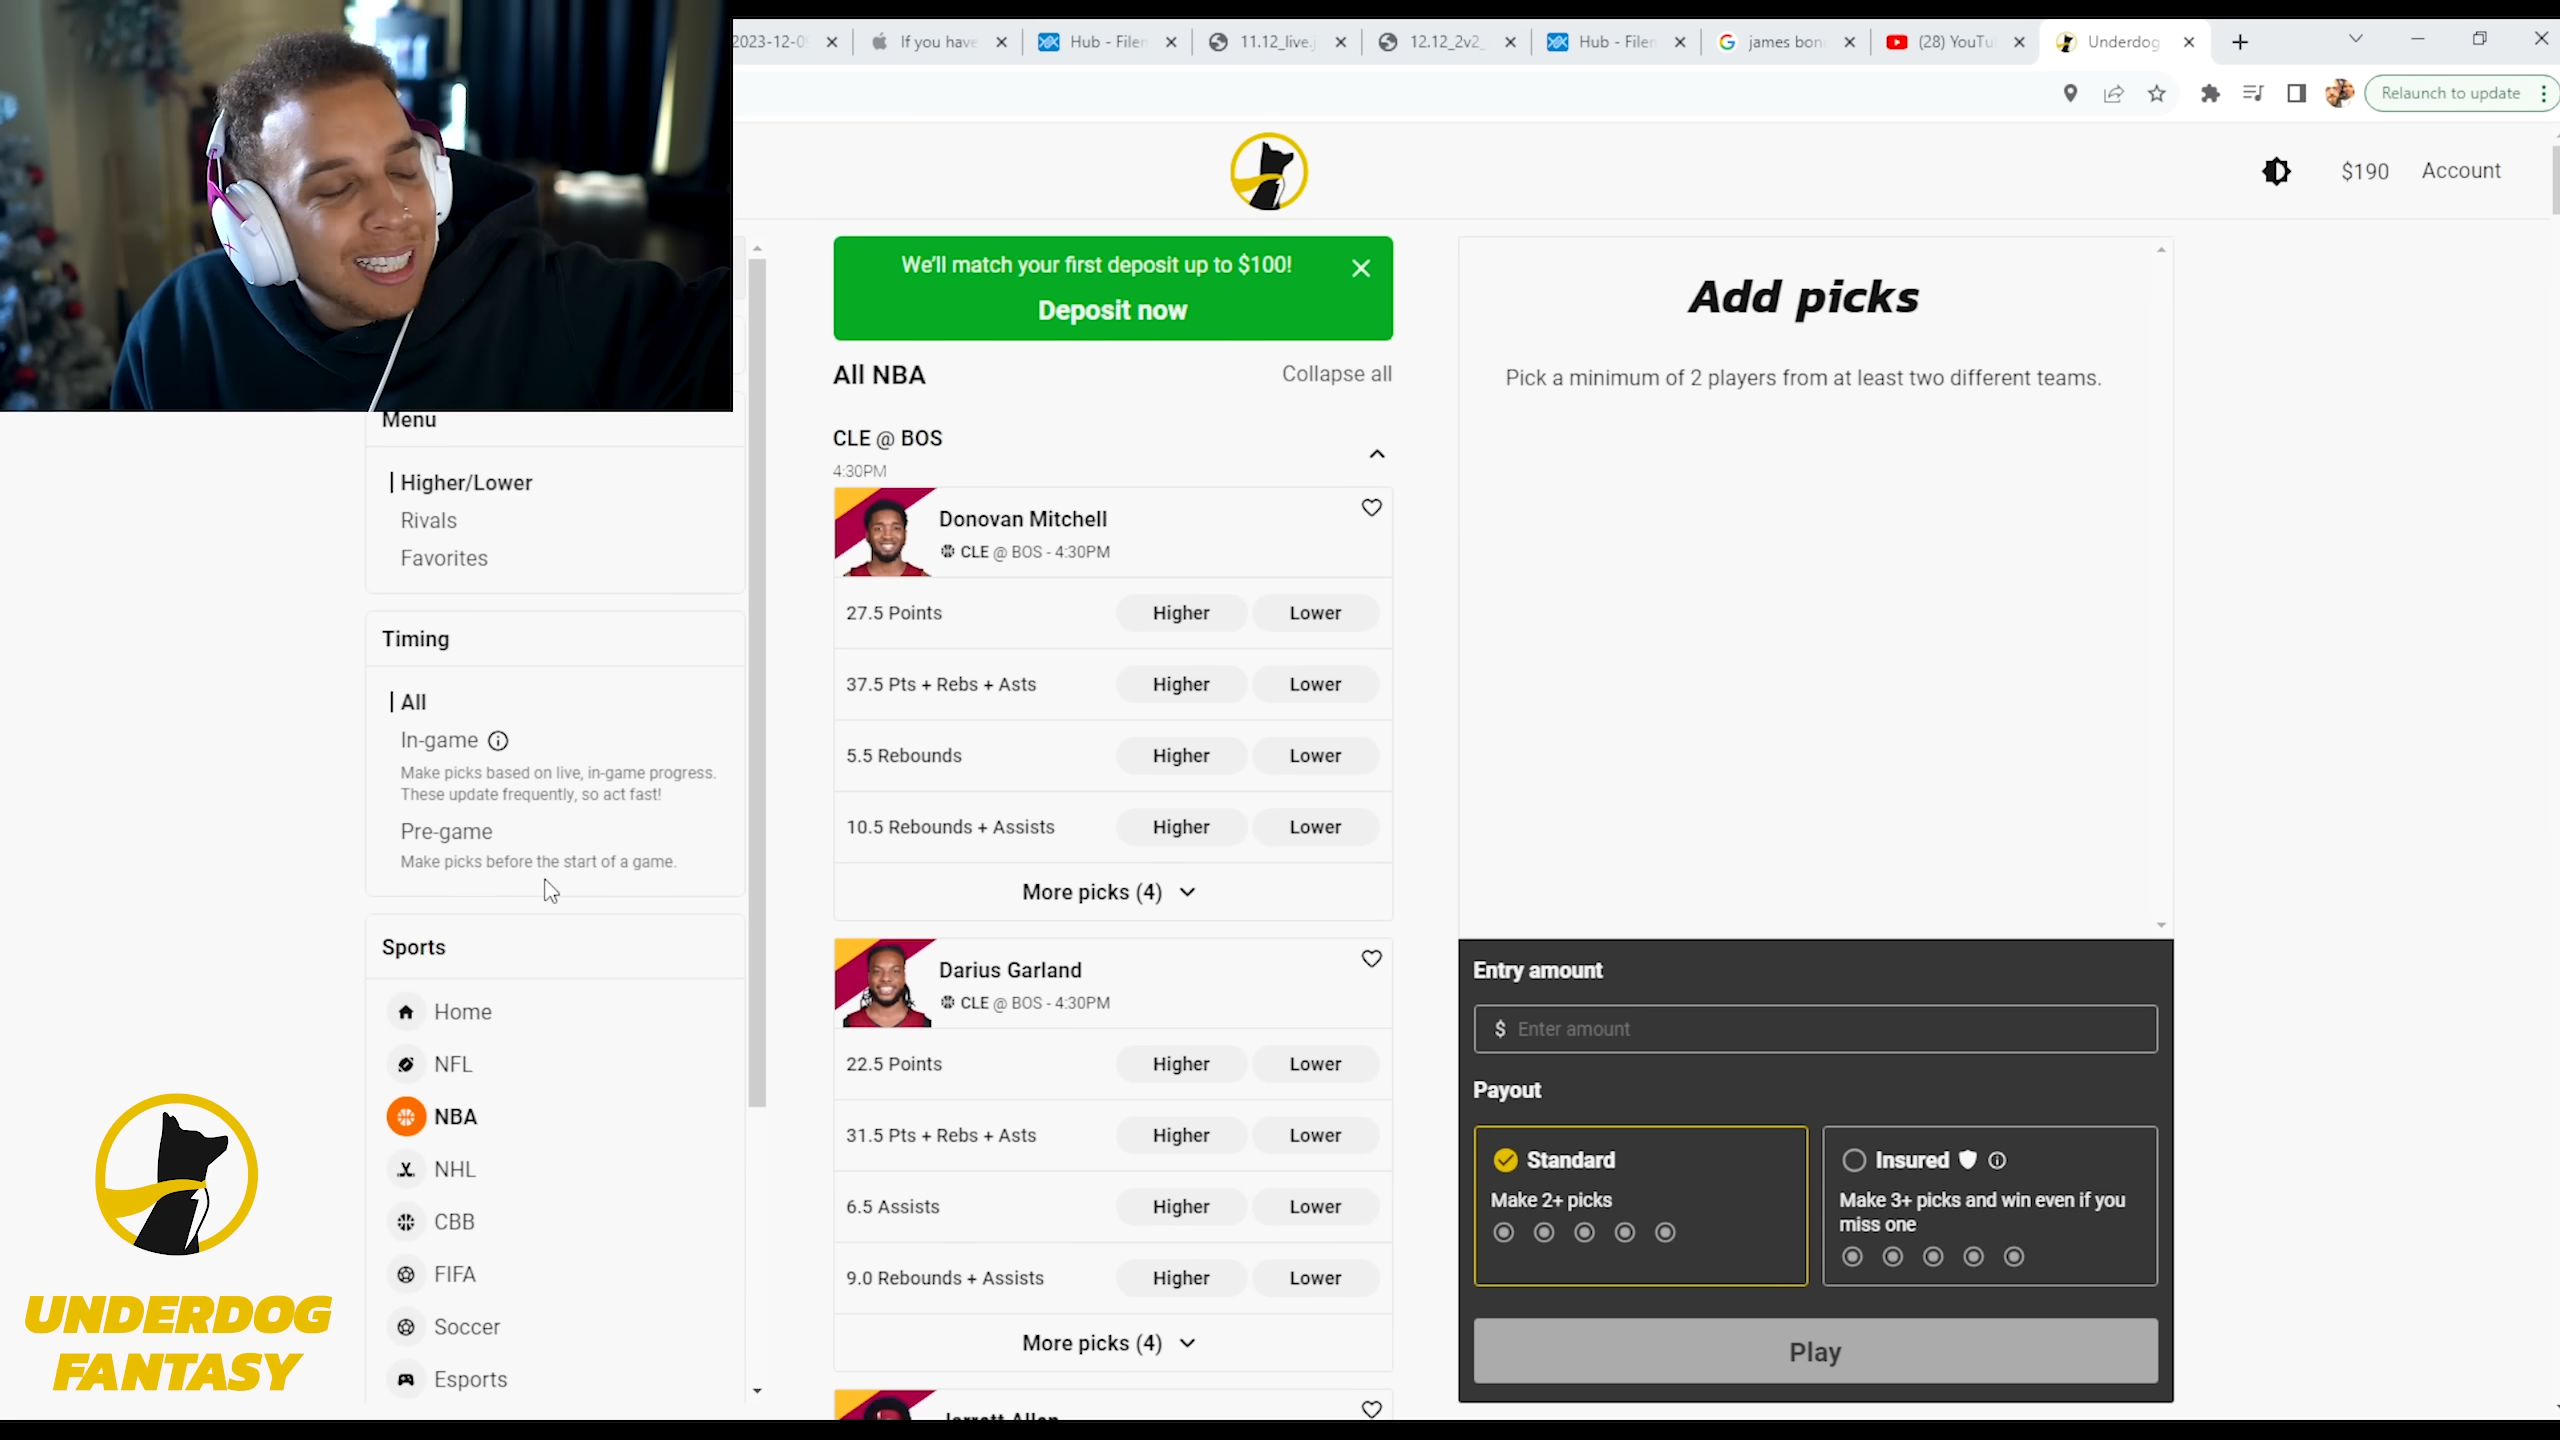 2023-12-09
If you have
Hub - Filem
11.12_live.j
12.12_2v2_
Hub - Filem
james bon
(28) YouTu
Underdog
Relaunch to update
$190
Account
We'll match your first deposit up to $100!
Deposit now
All NBA
Collapse all
CLE @ BOS
4:30PM
Donovan Mitchell
CLE @ BOS - 4:30PM
27.5 Points
Higher
Lower
37.5 Pts + Rebs + Asts
Higher
Lower
5.5 Rebounds
Higher
Lower
10.5 Rebounds + Assists
Higher
Lower
More picks (4)
Darius Garland
CLE @ BOS - 4:30PM
22.5 Points
Higher
Lower
31.5 Pts + Rebs + Asts
Higher
Lower
6.5 Assists
Higher
Lower
9.0 Rebounds + Assists
Higher
Lower
More picks (4)
Jarrett Allen
Menu
Higher/Lower
Rivals
Favorites
Timing
All
In-game
Make picks based on live, in-game progress.
These update frequently, so act fast!
Pre-game
Make picks before the start of a game.
Sports
Home
NFL
NBA
NHL
CBB
FIFA
Soccer
Esports
Add picks
Pick a minimum of 2 players from at least two different teams.
Entry amount
$ Enter amount
Payout
Standard
Make 2+ picks
Insured
Make 3+ picks and win even if you
miss one
Play
UNDERDOG
FANTASY